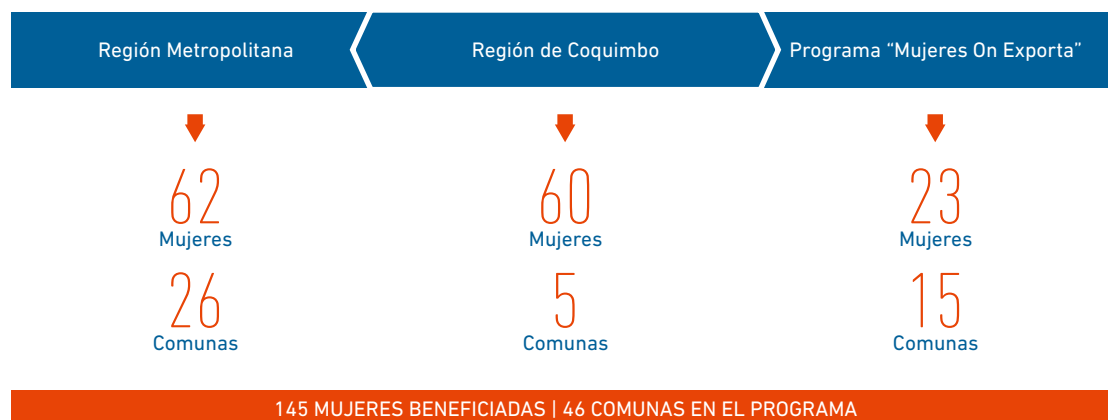 Región Metropolitana
Región de Coquimbo
Programa “Mujeres On Exporta”
62
Mujeres
26
Comunas
60
Mujeres
5
Comunas
23
Mujeres
15
Comunas
145 MUJERES BENEFICIADAS | 46 COMUNAS EN EL PROGRAMA